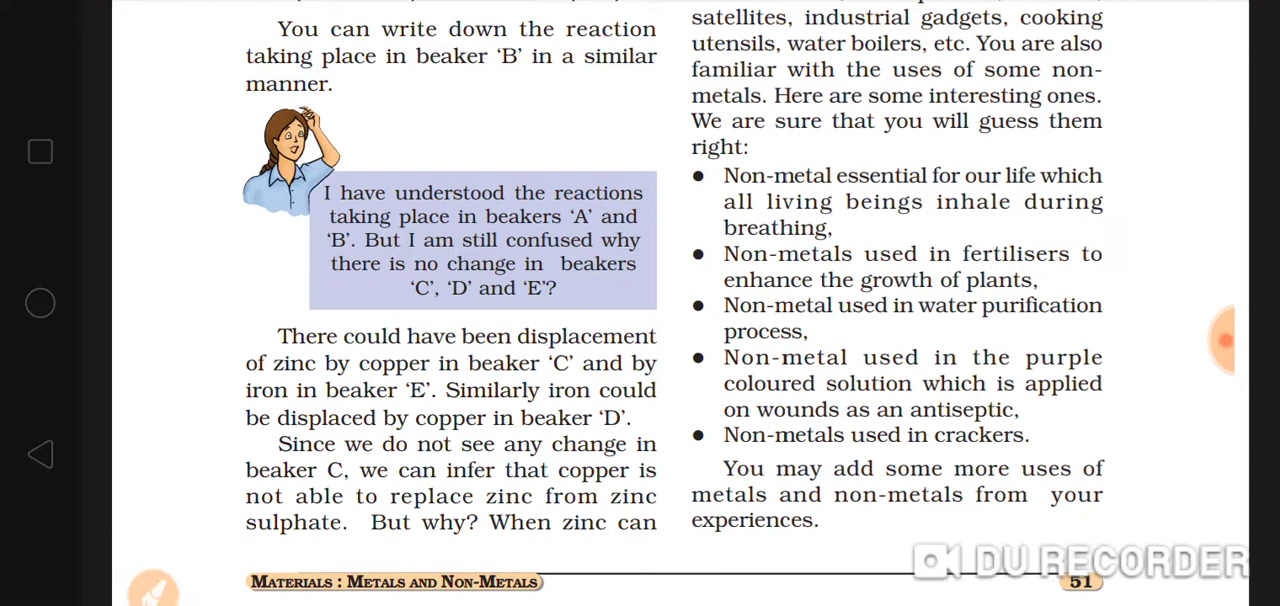 You can write down the reaction
taking place in beaker ‘B’ in a similar
manner.
I have understood the reactions
taking place in beakers ‘A’ and
‘B’. But I am still confused why
there is no change in beakers
‘C’, ‘D’ and ‘E’?
There could have been displacement
of zinc by copper in beaker ‘C’ and by
iron in beaker ‘E’. Similarly iron could
be displaced by copper in beaker ‘D’.
Since we do not see any change in
beaker C, we can infer that copper is
not able to replace zinc from zinc
sulphate. But why? When zinc can
satellites, industrial gadgets, cooking
utensils, water boilers, etc. You are also
familiar with the uses of some non-
metals. Here are some interesting ones.
We are sure that you will guess them
right:
● Non-metal essential for our life which
all living beings inhale during
breathing,
● Non-metals used in fertilisers to
enhance the growth of plants,
● Non-metal used in water purification
process,
● Non-metal used in the purple
coloured solution which is applied
on wounds as an antiseptic,
● Non-metals used in crackers.
You may add some more uses of
metals and non-metals from your
experiences.
DU RECORDER
MATERIALS : METALS AND NON-METALS
51